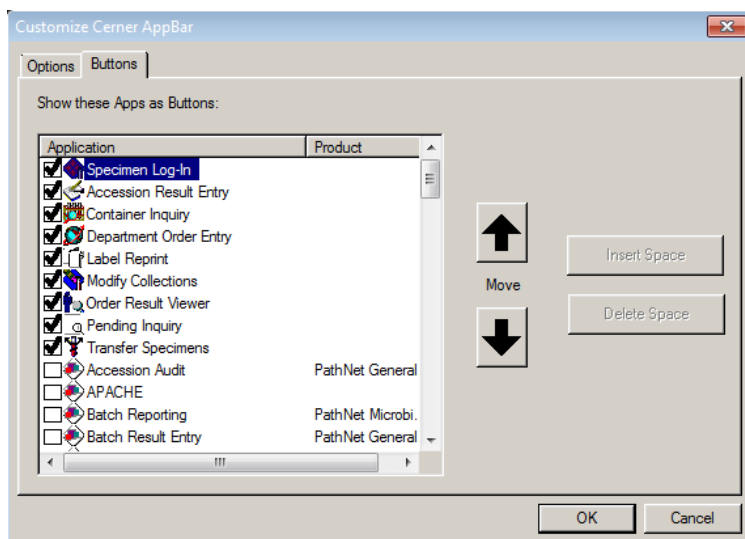 Customize Cerner AppBar
Options Buttons
Show these Apps as Buttons:
Application Product
Specimen Log-In
Accession Result Entry
Container Inquiry
Department Order Entry
Label Reprint
Modify Collections
Order Result Viewer
Pending Inquiry
Transfer Specimens
Accession Audit PathNet General
APACHE
Batch Reporting PathNet Microbi.
Batch Result Entry PathNet General
Move
Insert Space
Delete Space
OK Cancel